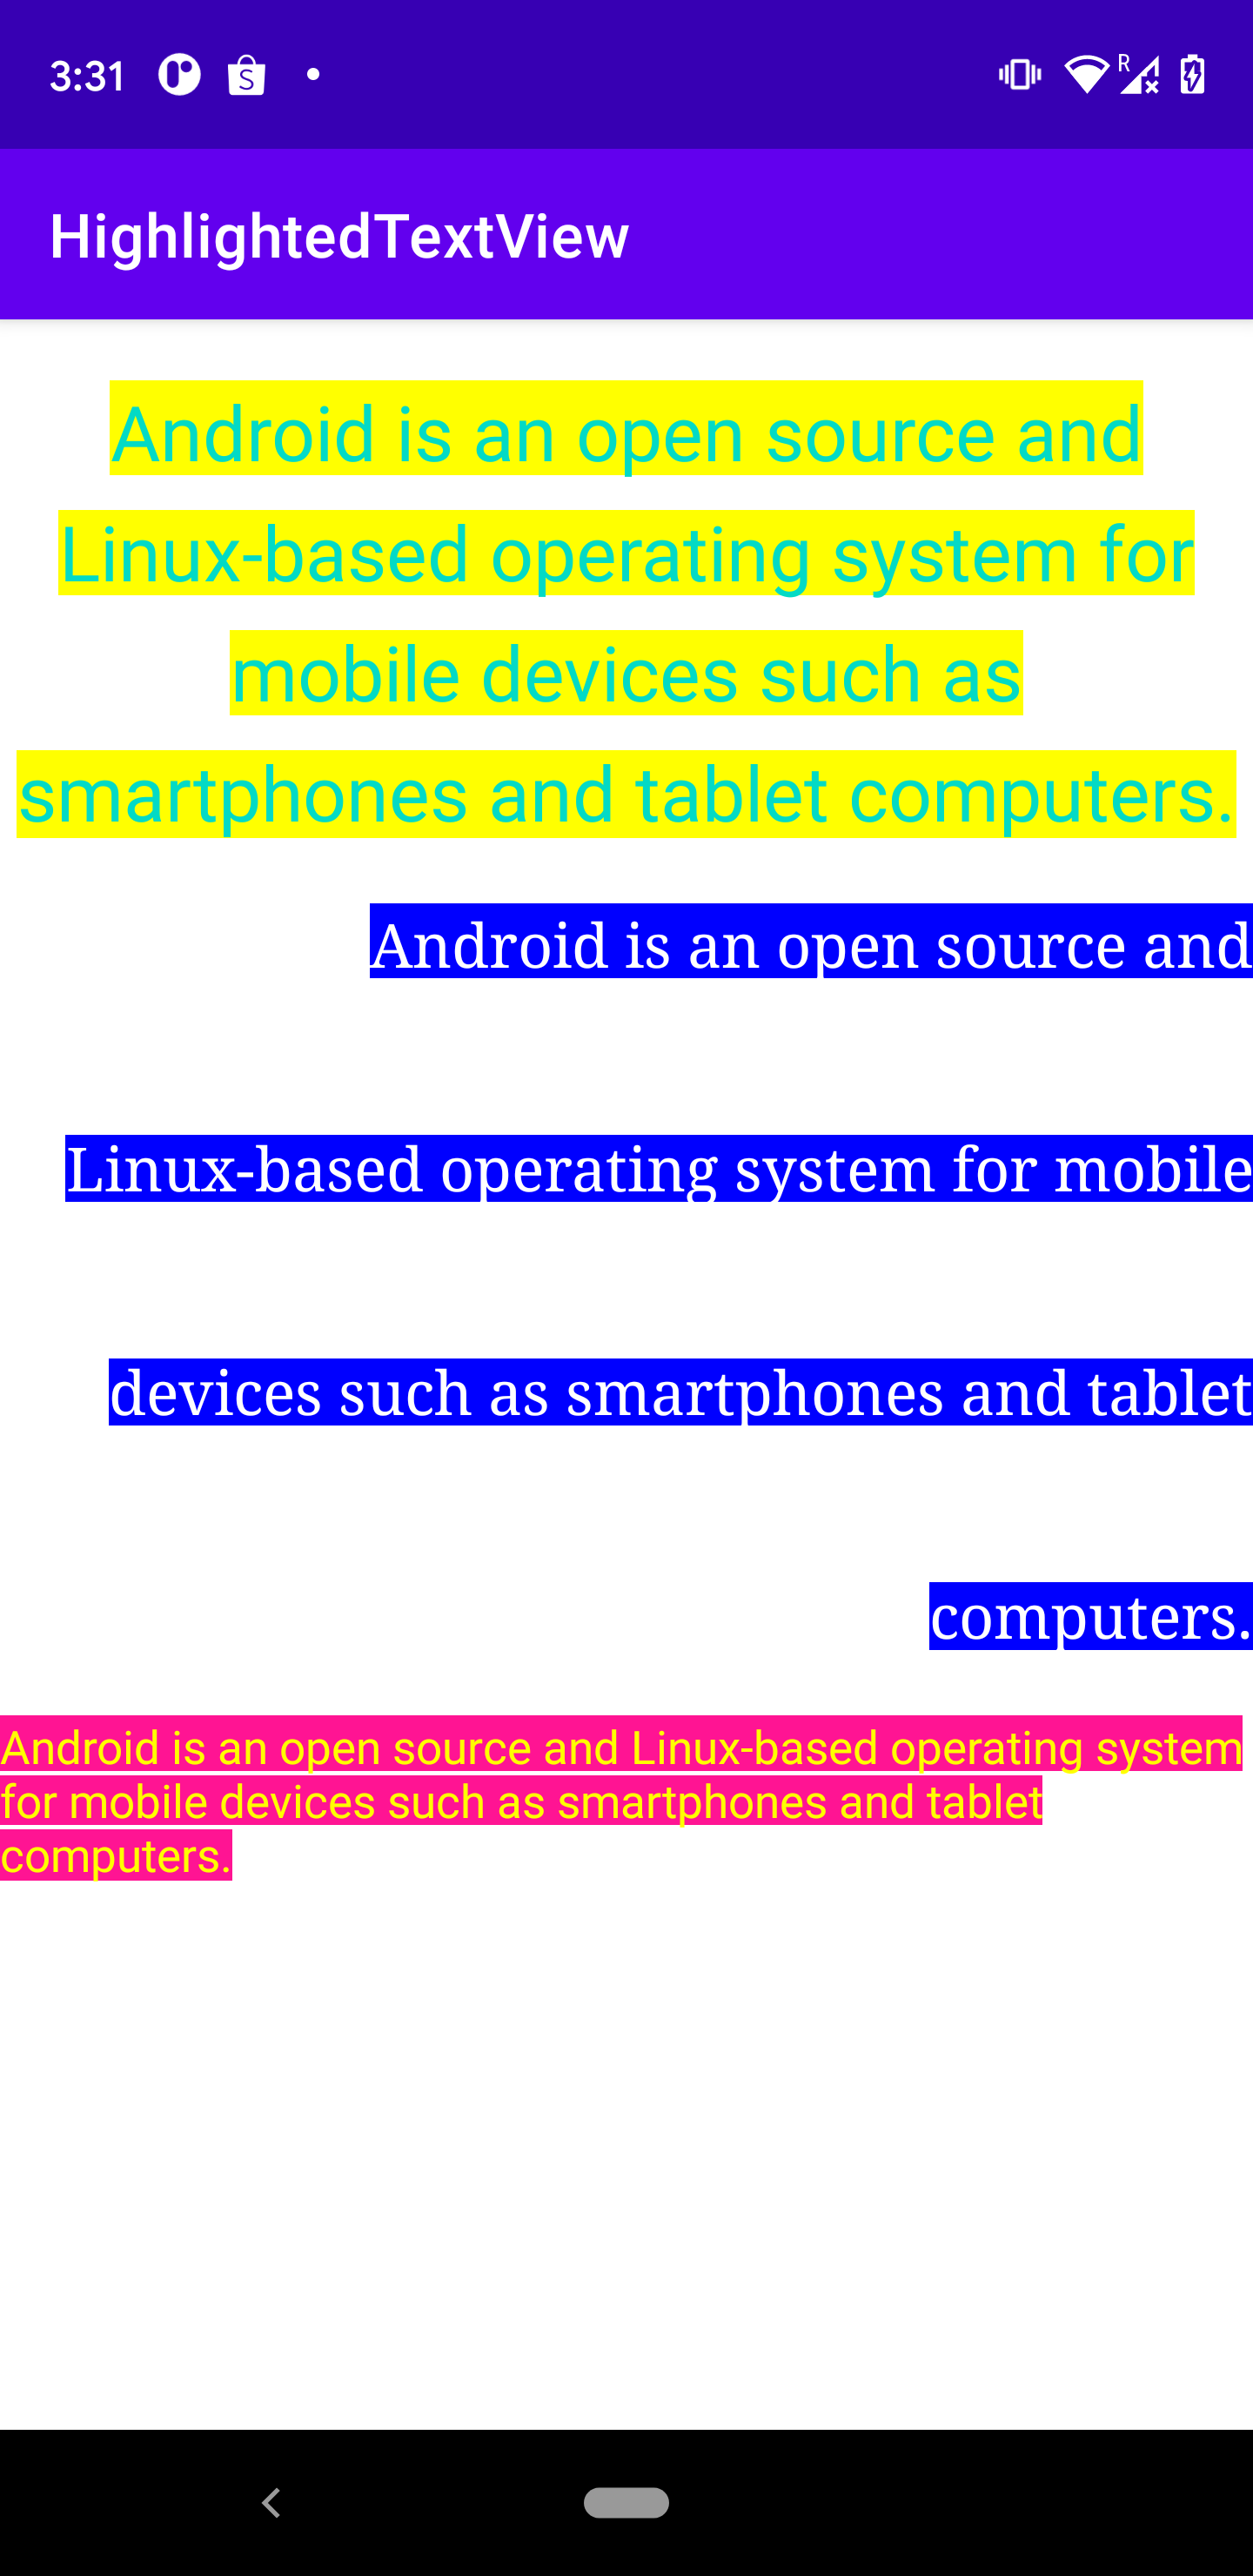 3:31
R
HighlightedTextView
Android is an open source and
Linux-based operating system for
mobile devices such as
smartphones and tablet computers.
Android is an open source and
Linux-based operating system for mobile
devices such as smartphones and tablet
computers.
Android is an open source and Linux-based operating system
for mobile devices such as smartphones and tablet
computers.